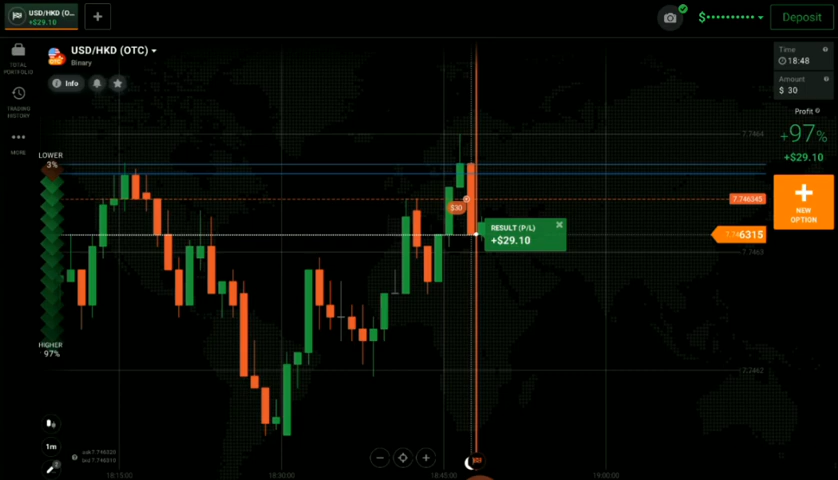 USD/HKD (O...
+$29.10
+
$••••••••••
Deposit
USD/HKD (OTC)
Binary
Info
TOTAL
PORTFOLIO
TRADING
HISTORY
MORE
LOWER
3%
HIGHER
97%
Time
18:48
Amount
$ 30
Profit
+97%
+$29.10
NEW
OPTION
7.7464
7.746345
7.746315
7.7463
7.7462
$30
RESULT (P/L)
+$29.10
1m
18:15:00
18:30:00
18:45:00
19:00:00